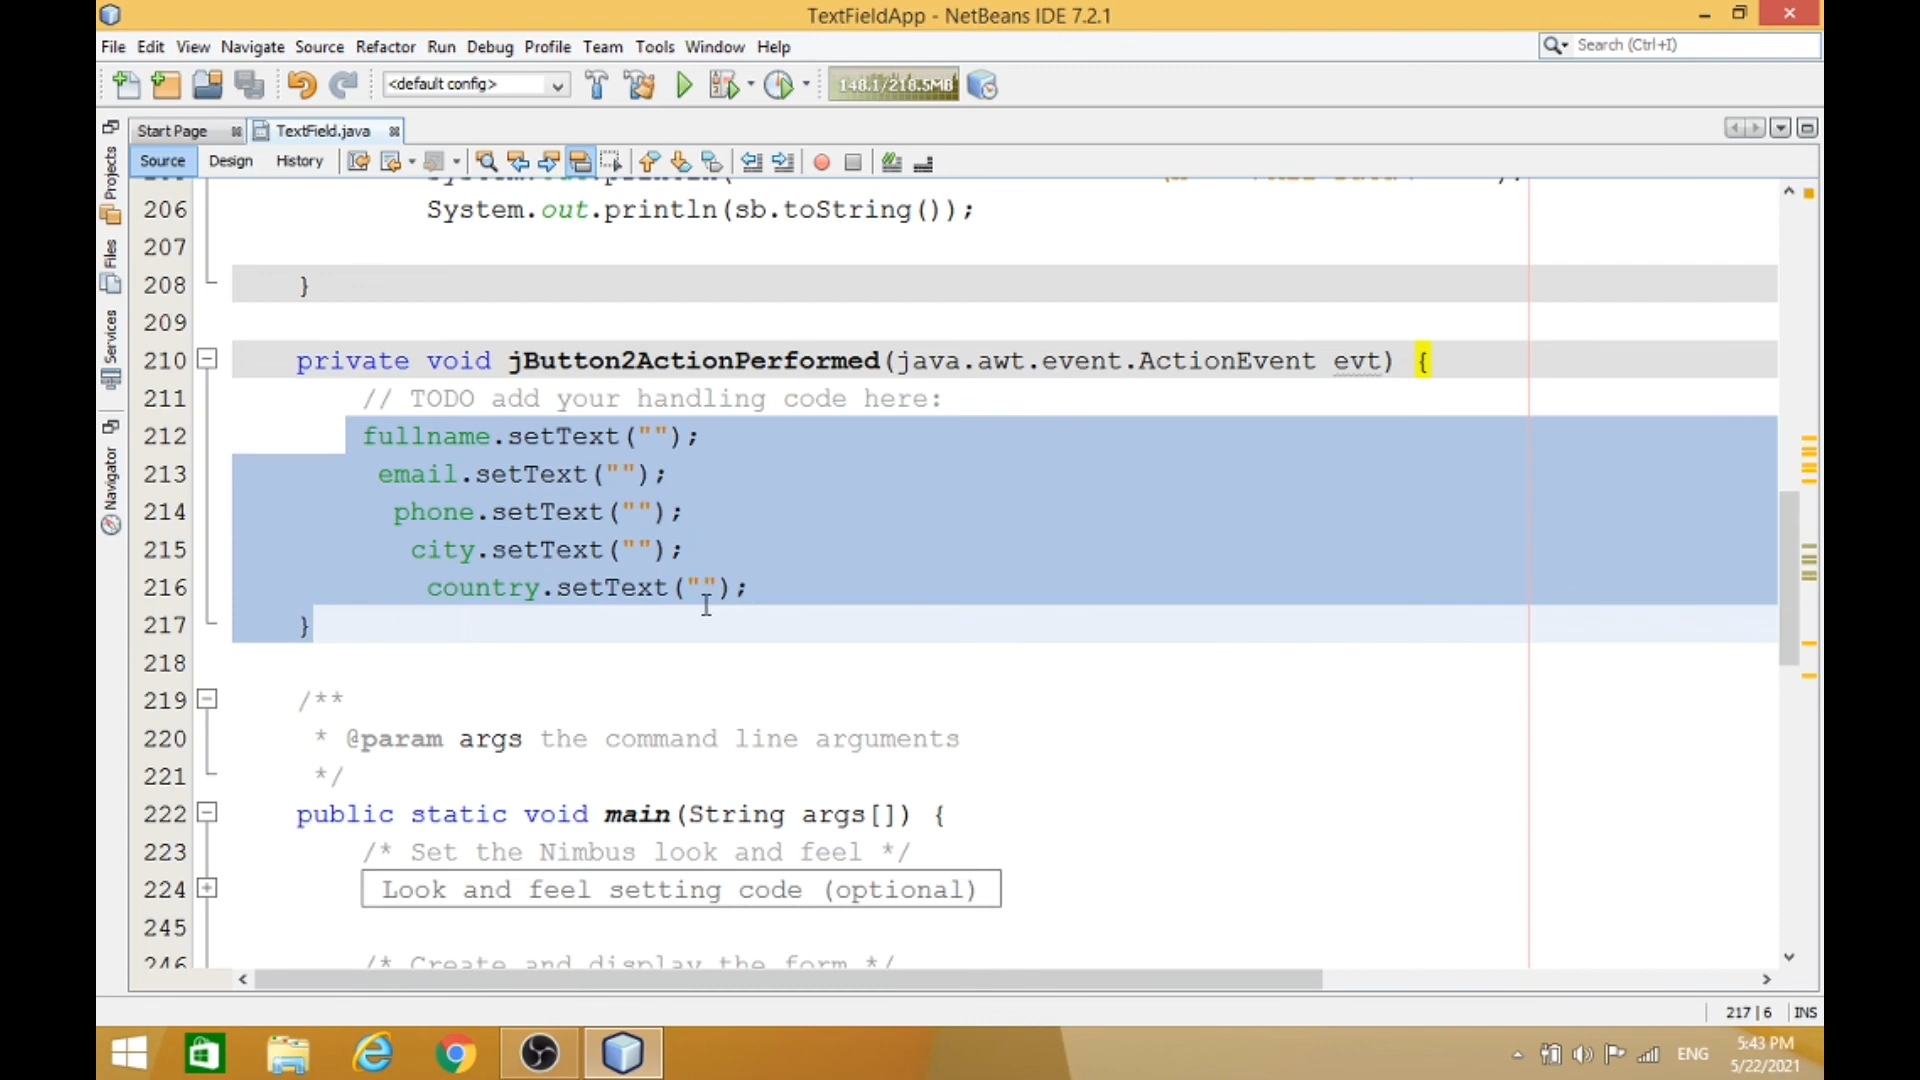 TextFieldApp - NetBeans IDE 7.2.1
File Edit View Navigate Source Refactor Run Debug Profile Team Tools Window Help
Search (Ctrl+I)
<default config>
148.1/218.5MB
Start Page
TextField.java
Source Design History
Projects
Files
Services
Navigator
206 System.out.println(sb.toString());
207
208 }
209
210 private void jButton2ActionPerformed(java.awt.event.ActionEvent evt) {
211 // TODO add your handling code here:
212 fullname.setText("");
213 email.setText("");
214 phone.setText("");
215 city.setText("");
216 country.setText("");
217 }
218
219 /**
220 * @param args the command line arguments
221 */
222 public static void main(String args[]) {
223 /* Set the Nimbus look and feel */
224 Look and feel setting code (optional)
245
246 /* Create and display the form */
217 | 6 INS
ENG
5:43 PM
5/22/2021